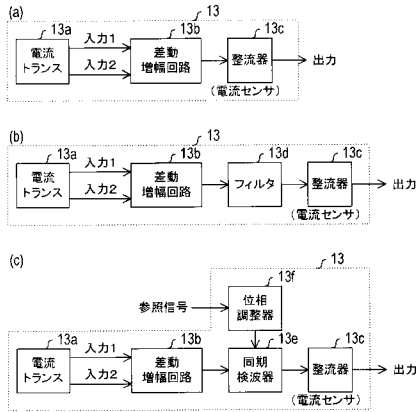 (a)
13
13a
13b
13c
電流
トランス
入力1
入力2
差動
増幅回路
整流器
出力
(電流センサ)
(b)
13
13a
13b
13d
13c
電流
トランス
入力1
入力2
差動
増幅回路
フィルタ
整流器
出力
(電流センサ)
(c)
13
13f
参照信号
位相
調整器
13a
13b
13e
13c
電流
トランス
入力1
入力2
差動
増幅回路
同期
検波器
整流器
出力
(電流センサ)